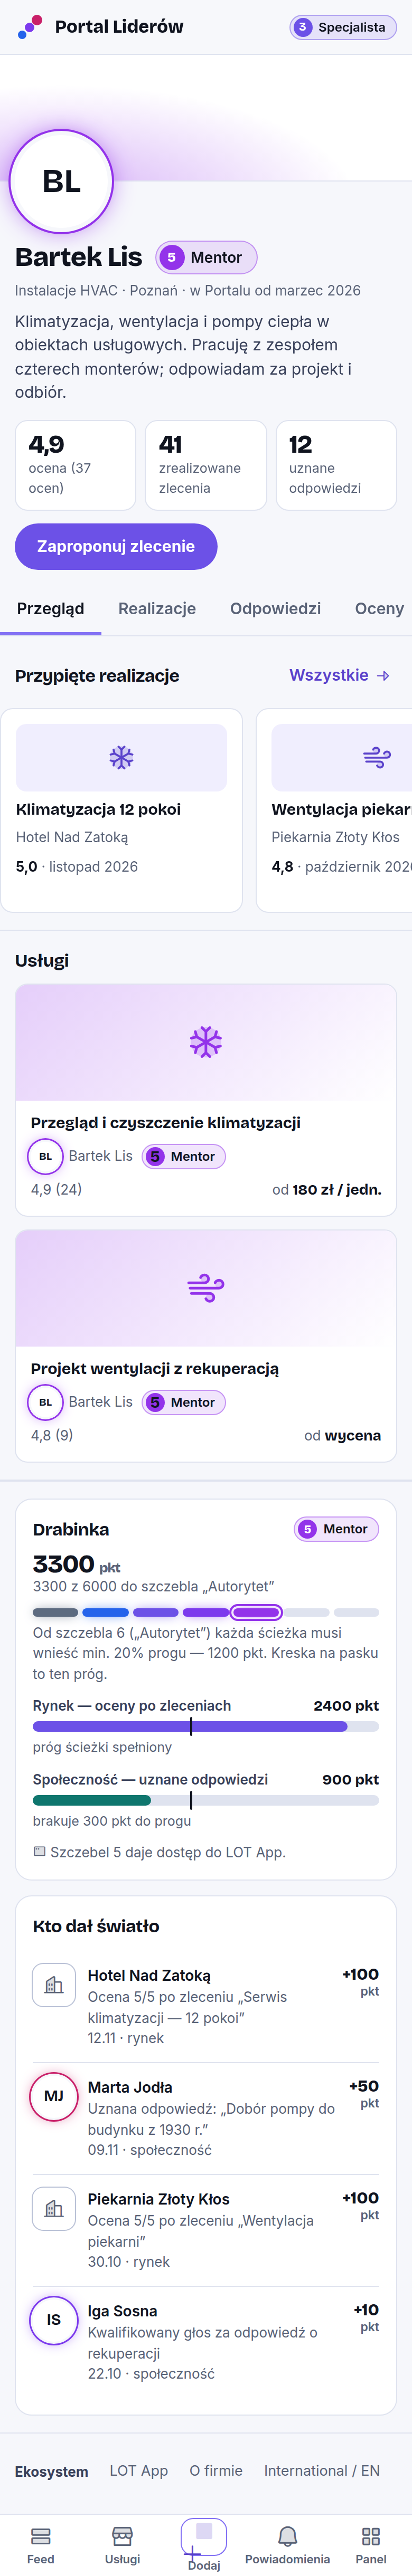 Portal Liderów
3 Specjalista
BL
Bartek Lis 5 Mentor
Instalacje HVAC · Poznań · w Portalu od marzec 2026
Klimatyzacja, wentylacja i pompy ciepła w
obiektach usługowych. Pracuję z zespołem
czterech monterów; odpowiadam za projekt i
odbiór.
4,9
ocena (37
ocen)
41
zrealizowane
zlecenia
12
uznane
odpowiedzi
Zaproponuj zlecenie
Przegląd Realizacje Odpowiedzi Oceny
Przypięte realizacje Wszystkie
Klimatyzacja 12 pokoi
Hotel Nad Zatoką
5,0 · listopad 2026
Wentylacja piekar
Piekarnia Złoty Kłos
4,8 · październik 202
Usługi
Przegląd i czyszczenie klimatyzacji
BL Bartek Lis 5 Mentor
4,9 (24) od 180 zł / jedn.
Projekt wentylacji z rekuperacją
BL Bartek Lis 5 Mentor
4,8 (9) od wycena
Drabinka 5 Mentor
3300 pkt
3300 z 6000 do szczebla „Autorytet”
Od szczebla 6 („Autorytet”) każda ścieżka musi
wnieść min. 20% progu — 1200 pkt. Kreska na pasku
to ten próg.
Rynek — oceny po zleceniach 2400 pkt
próg ścieżki spełniony
Społeczność — uznane odpowiedzi 900 pkt
brakuje 300 pkt do progu
Szczebel 5 daje dostęp do LOT App.
Kto dał światło
Hotel Nad Zatoką +100
Ocena 5/5 po zleceniu „Serwis pkt
klimatyzacji — 12 pokoi”
12.11 · rynek
MJ Marta Jodła +50
Uznana odpowiedź: „Dobór pompy do pkt
budynku z 1930 r.”
09.11 · społeczność
Piekarnia Złoty Kłos +100
Ocena 5/5 po zleceniu „Wentylacja pkt
piekarni”
30.10 · rynek
IS Iga Sosna +10
Kwalifikowany głos za odpowiedź o pkt
rekuperacji
22.10 · społeczność
Ekosystem LOT App O firmie International / EN
Feed Usługi Dodaj Powiadomienia Panel